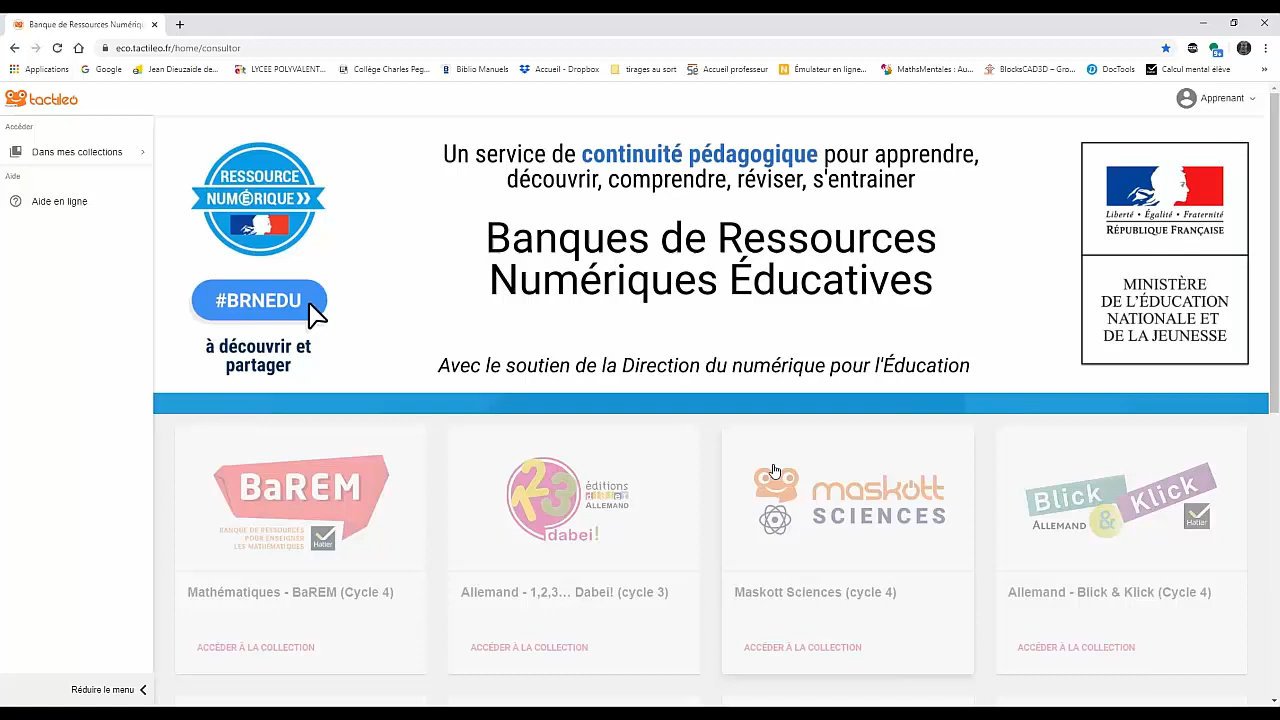 Banque de Ressources Numériq
eco.tactileo.fr/home/consultor
Applications
Google
Jean Dieuzaide de...
LYCEE POLYVALENT...
Collège Charles Peg...
Biblio Manuels
Accueil - Dropbox
tirages au sort
Accueil professeur
Émulateur en ligne...
MathsMentales : Au...
BlocksCAD3D – Gro...
DocTools
Calcul mental élève
»
tactileo
Apprenant
Accéder
Dans mes collections
Aide
Aide en ligne
RESSOURCE
NUMÉRIQUE
#BRNEDU
à découvrir et
partager
Un service de continuité pédagogique pour apprendre,
découvrir, comprendre, réviser, s'entrainer
Banques de Ressources
Numériques Éducatives
Avec le soutien de la Direction du numérique pour l'Éducation
Liberté • Égalité • Fraternité
RÉPUBLIQUE FRANÇAISE
MINISTÈRE
DE L'ÉDUCATION
NATIONALE ET
DE LA JEUNESSE
BaREM
BANQUE DE RESSOURCES
POUR ENSEIGNER
LES MATHÉMATIQUES
Hatier
Mathématiques - BaREM (Cycle 4)
ACCÉDER À LA COLLECTION
123
dabei!
éditions
ALLEMAND
Allemand - 1,2,3... Dabei! (cycle 3)
ACCÉDER À LA COLLECTION
maskott
SCIENCES
Maskott Sciences (cycle 4)
ACCÉDER À LA COLLECTION
Blick & Klick
ALLEMAND
Hatier
Allemand - Blick & Klick (Cycle 4)
ACCÉDER À LA COLLECTION
Réduire le menu